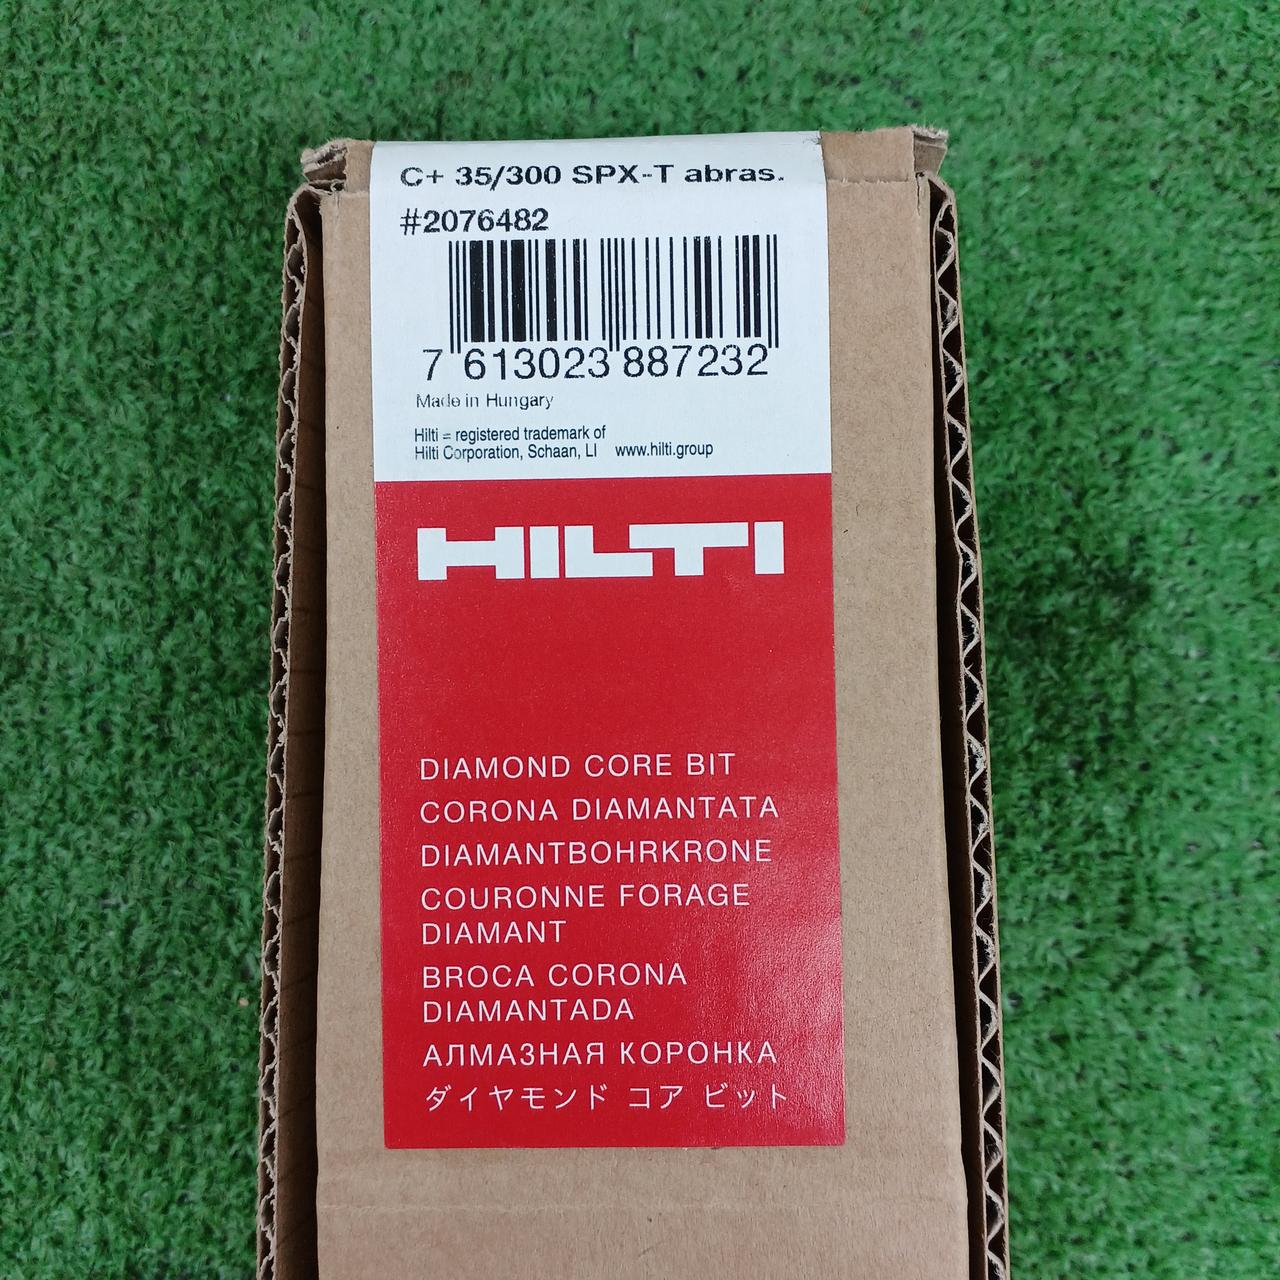 C+ 35/300 SPX-T abras.
#2076482
7 613023 887232
Made in Hungary
Hilti = registered trademark of
Hilti Corporation, Schaan, LI www.hilti.group
HILTI
DIAMOND CORE BIT
CORONA DIAMANTATA
DIAMANTBOHRKRONE
COURONNE FORAGE
DIAMANT
BROCA CORONA
DIAMANTADA
АЛМАЗНАЯ КОРОНКА
ダイヤモンド コア ビット